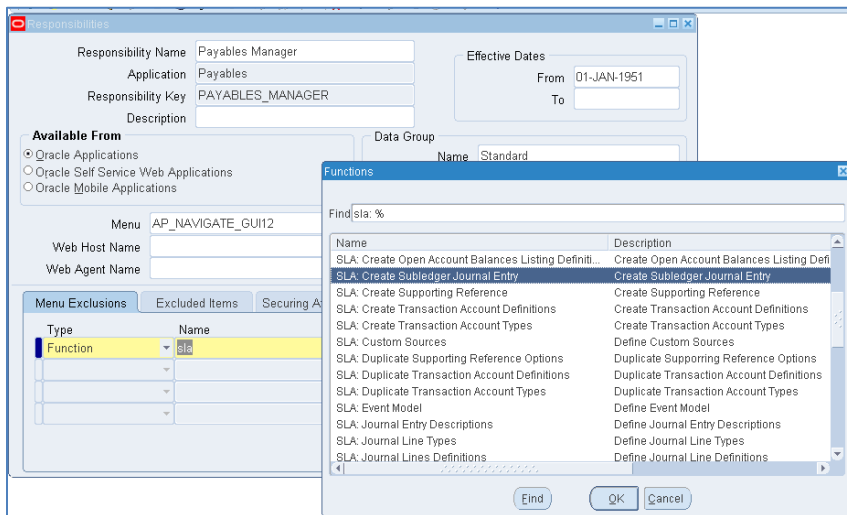 Responsibilities
Responsibility Name Payables Manager
Application Payables
Responsibility Key PAYABLES_MANAGER
Description
Effective Dates
From 01-JAN-1951
To
Available From
Oracle Applications
Oracle Self Service Web Applications
Oracle Mobile Applications
Data Group
Name Standard
Menu AP_NAVIGATE_GUI12
Web Host Name
Web Agent Name
Menu Exclusions Excluded Items Securing A
Type Name
Function sla
Functions
Find sla: %
Name Description
SLA: Create Open Account Balances Listing Definiti... Create Open Account Balances Listing Defi
SLA: Create Subledger Journal Entry Create Subledger Journal Entry
SLA: Create Supporting Reference Create Supporting Reference
SLA: Create Transaction Account Definitions Create Transaction Account Definitions
SLA: Create Transaction Account Types Create Transaction Account Types
SLA: Custom Sources Define Custom Sources
SLA: Duplicate Supporting Reference Options Duplicate Supporring Reference Options
SLA: Duplicate Transaction Account Definitions Duplicate Transaction Account Definitions
SLA: Duplicate Transaction Account Types Duplicate Transaction Account Types
SLA: Event Model Define Event Model
SLA: Journal Entry Descriptions Define Journal Entry Descriptions
SLA: Journal Line Types Define Journal Line Types
SLA: Journal Lines Definitions Define Journal Line Definitions
Find OK Cancel